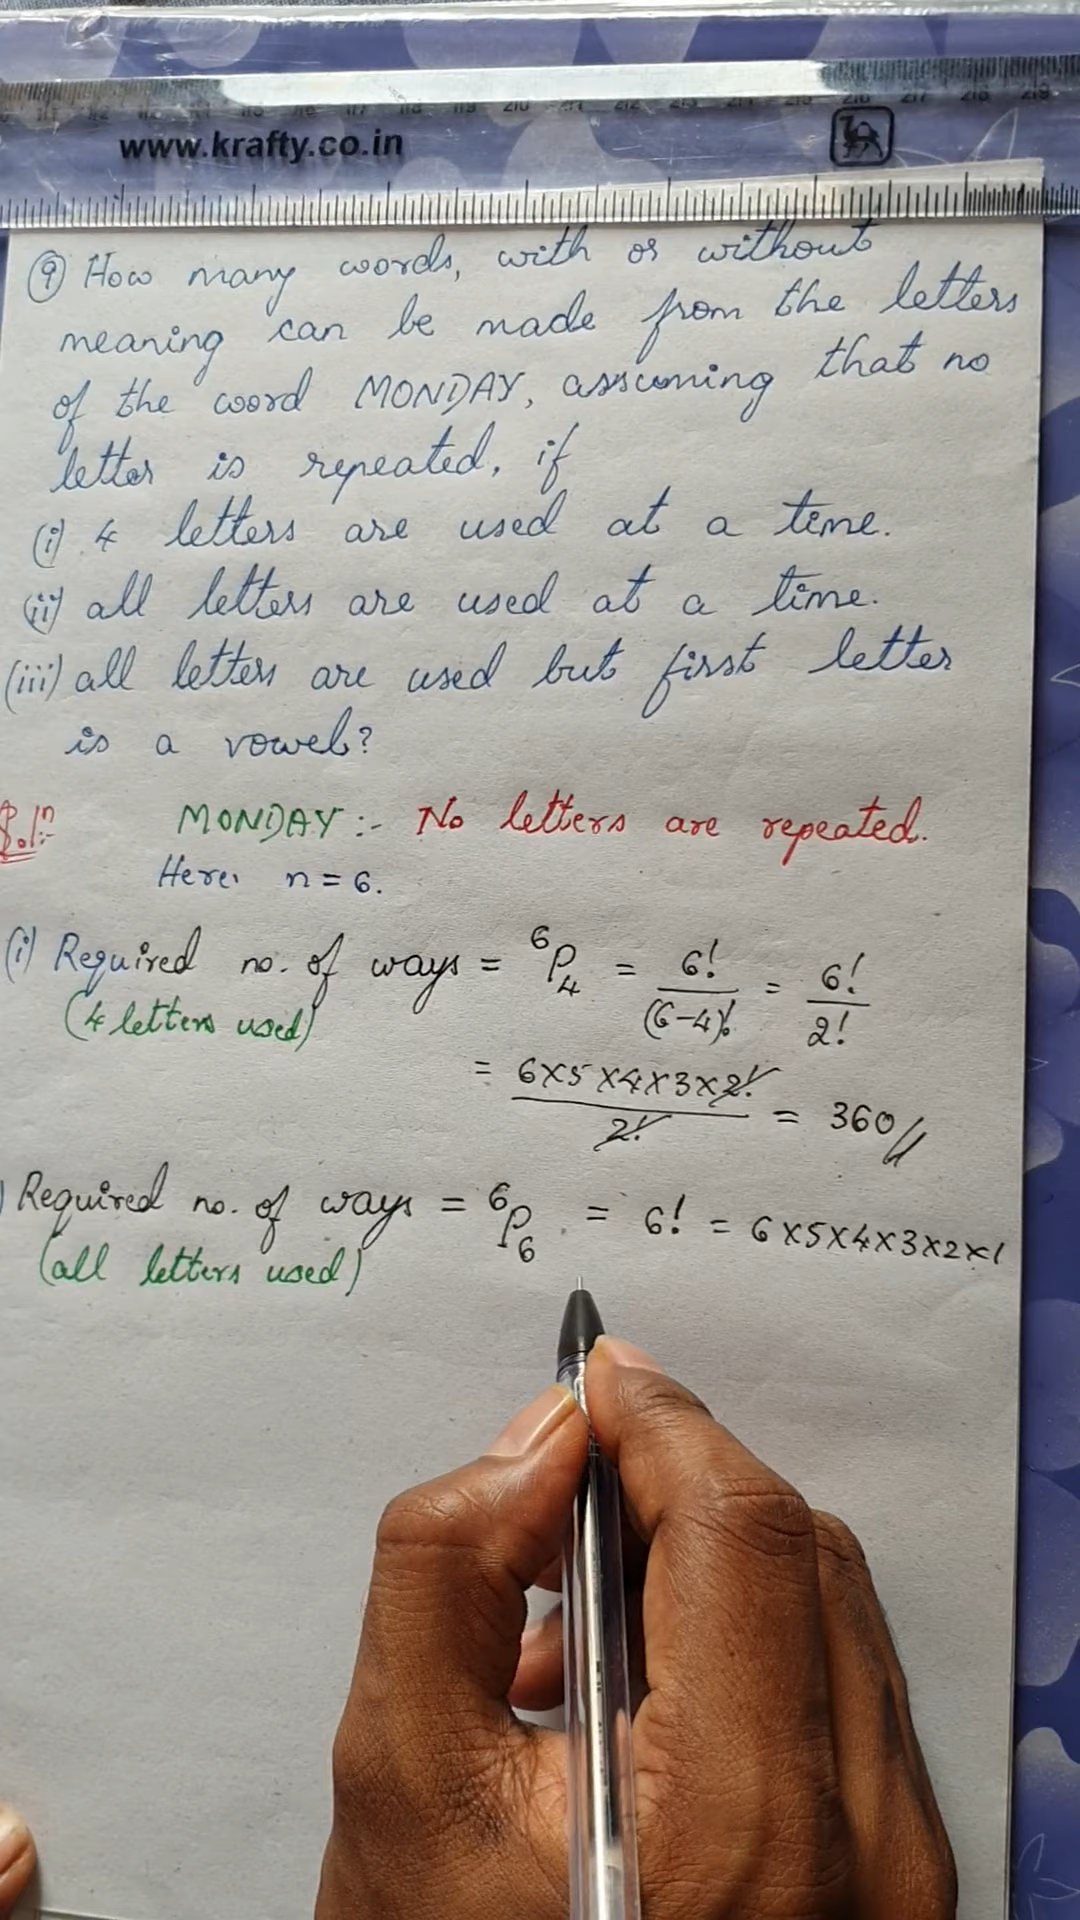 www.krafty.co.in
⑨ How many words, with or without
meaning can be made from the letters
of the word MONDAY, assuming that no
letter is repeated, if
(i) 4 letters are used at a time.
(ii) all letters are used at a time.
(iii) all letters are used but first letter
is a vowel?
Sol.n:- MONDAY :- No letters are repeated.
Here, n = 6.
(i) Required no. of ways = ⁶P₄ = 6!/(6-4)! = 6!/2!
(4 letters used)
= 6×5×4×3×2!/2! = 360//
) Required no. of ways = ⁶P₆ = 6! = 6×5×4×3×2×1
(all letters used)